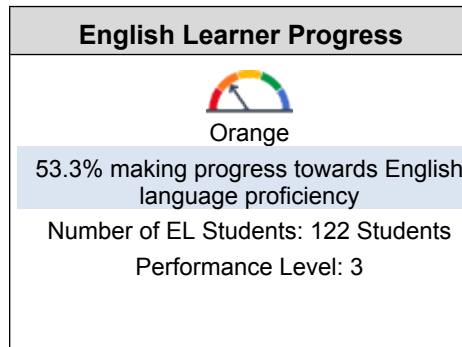 English Learner Progress
Orange
53.3% making progress towards English
language proficiency
Number of EL Students: 122 Students
Performance Level: 3